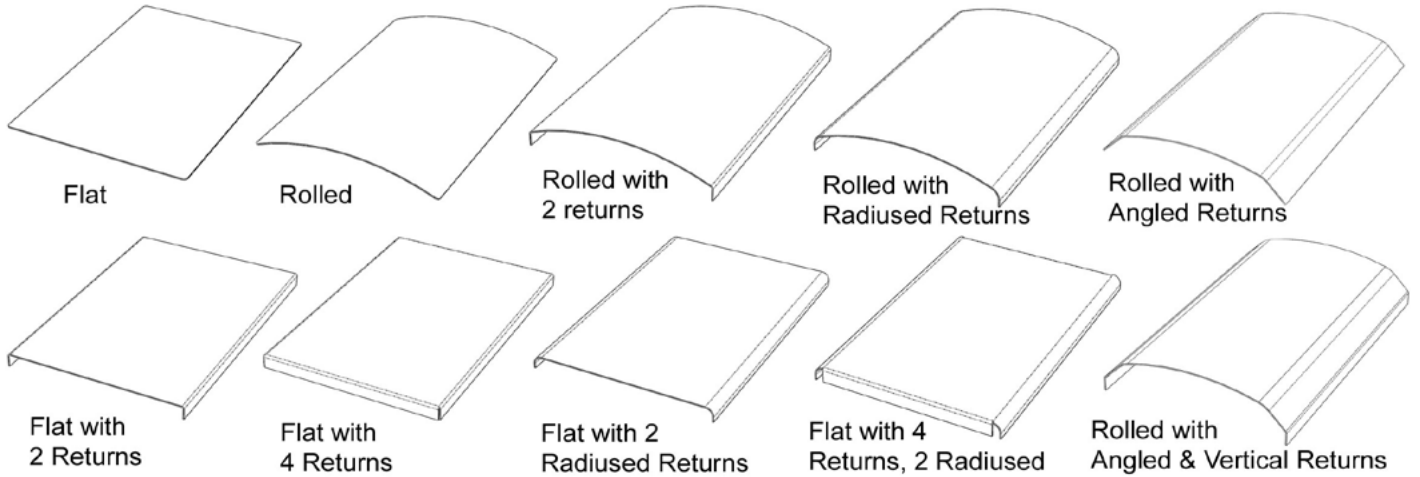 Flat
Rolled
Rolled with
2 returns
Rolled with
Radiused Returns
Rolled with
Angled Returns
Flat with
2 Returns
Flat with
4 Returns
Flat with 2
Radiused Returns
Flat with 4
Returns, 2 Radiused
Rolled with
Angled & Vertical Returns